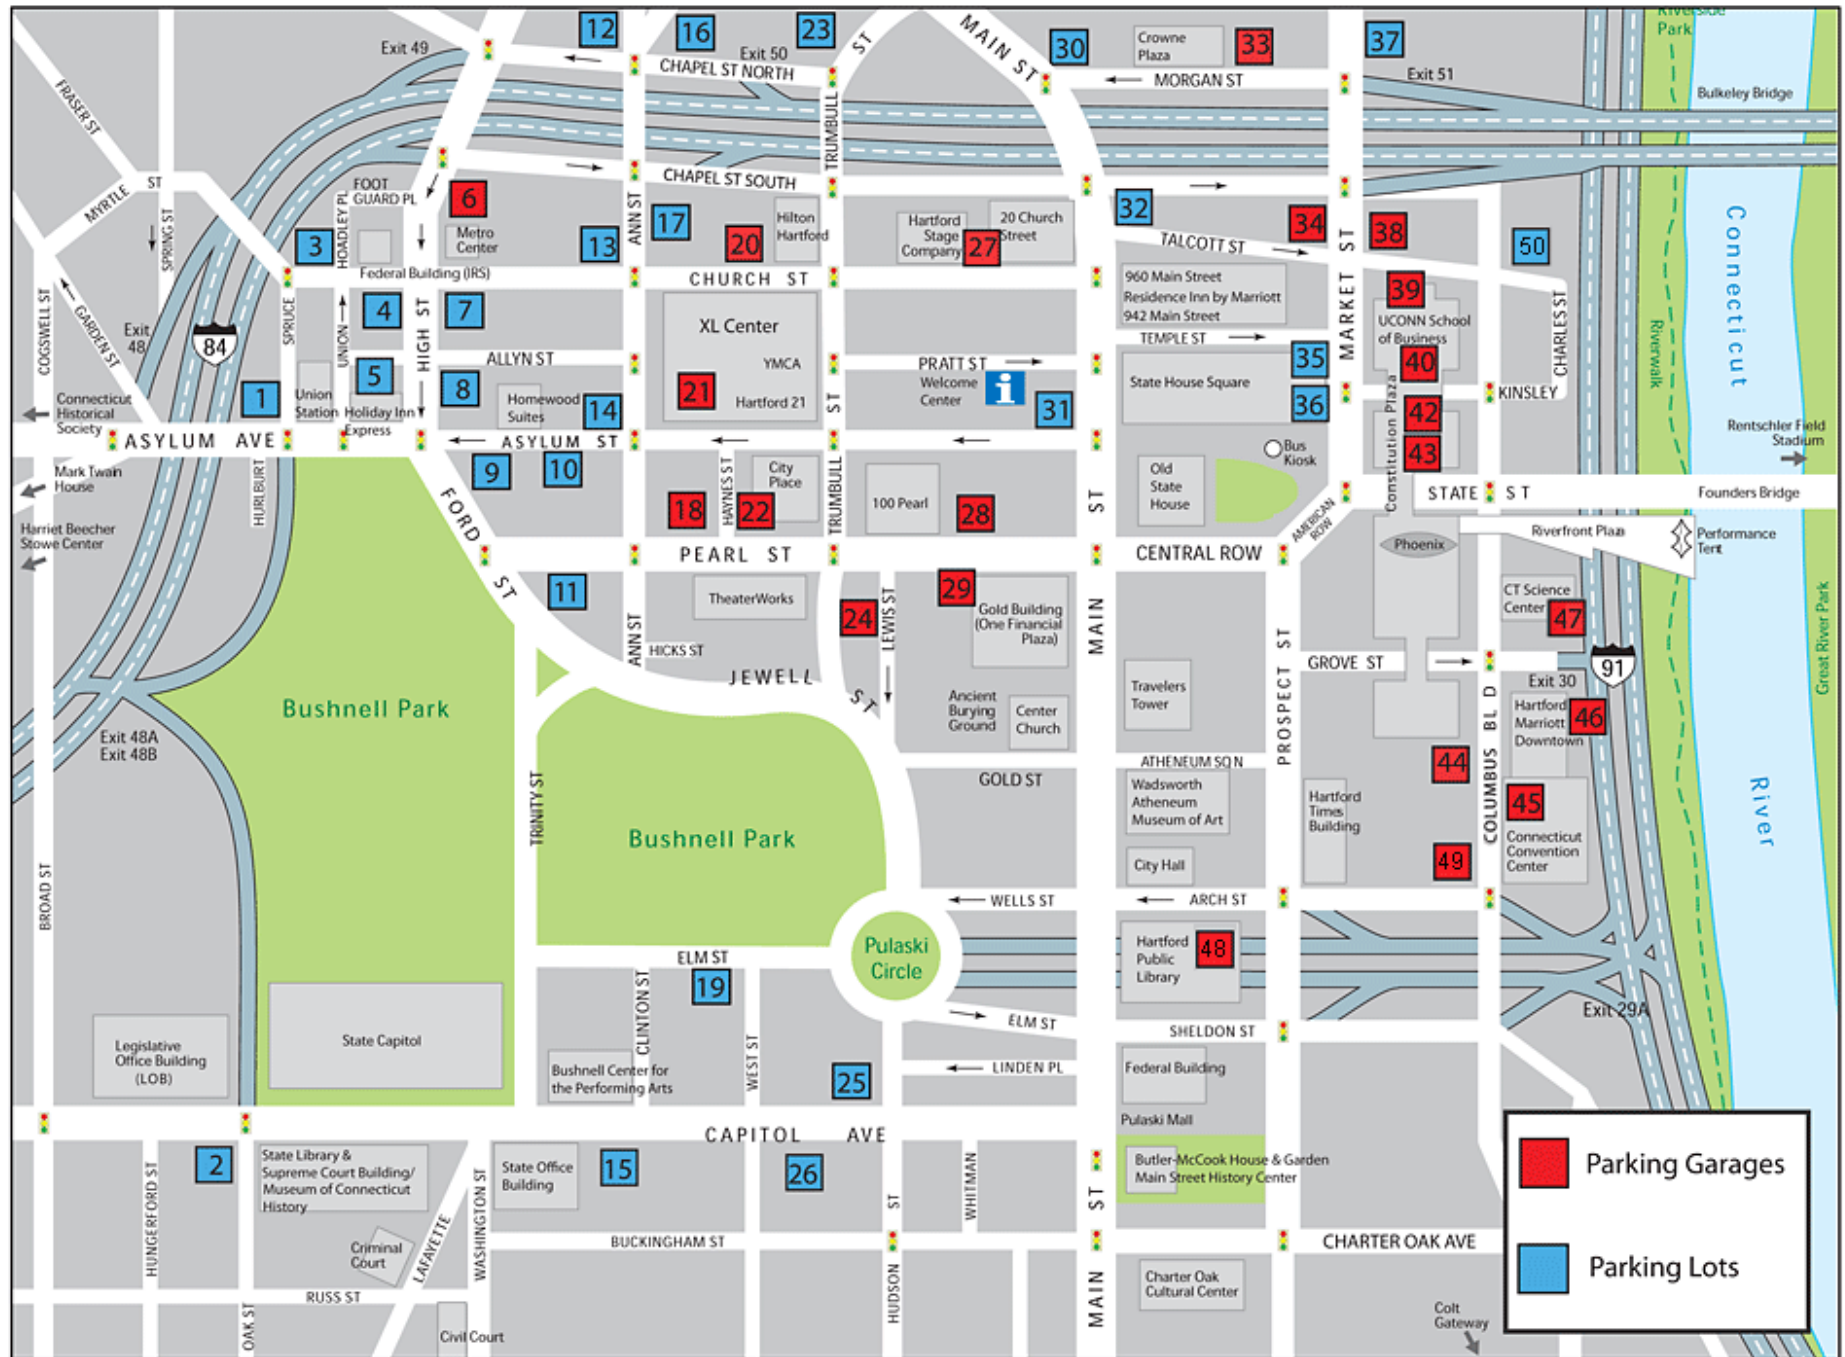 12
16
23
30
Crowne
Plaza
33
37
Riverside
Park
MAIN ST
ST
Exit 49
Exit 50
CHAPEL ST NORTH
MORGAN ST
Exit 51
Bulkeley Bridge
FRASER ST
TRUMBULL
MYRTLE
ST
SPRING ST
FOOT
GUARD PL
HOADLEY PL
6
Metro
Center
CHAPEL ST SOUTH
ANN ST
17
13
20
Hilton
Hartford
Hartford
Stage
Company
27
20 Church
Street
32
34
38
50
TALCOTT ST
MARKET ST
3
Federal Building (IRS)
CHURCH ST
960 Main Street
Residence Inn by Marriott
942 Main Street
39
UCONN School
of Business
COGSWELL ST
GARDEN ST
Exit
48
84
SPRUCE
UNION
4
HIGH ST
7
XL Center
YMCA
21
Hartford 21
TEMPLE ST
CHARLES ST
Riverwalk
Connecticut
ALLYN ST
5
8
Homewood
Suites
14
ST
PRATT ST
Welcome
Center
i
31
State House Square
35
36
40
KINSLEY
42
43
Constitution Plaza
Connecticut
Historical
Society
1
Union
Station
Holiday Inn
Express
ASYLUM AVE
ASYLUM ST
Rentschler Field
Stadium
Mark Twain
House
Harriet Beecher
Stowe Center
HURLBURT
FORD
ST
9
10
18
HAYNES ST
22
City
Place
TRUMBULL
100 Pearl
28
ST
Old
State
House
Bus
Kiosk
AMERICAN
ROW
STATE ST
Founders Bridge
Riverfront Plaza
Performance
Tent
PEARL ST
CENTRAL ROW
Phoenix
11
TheaterWorks
24
LEWIS ST
29
Gold Building
(One Financial
Plaza)
MAIN
CT Science
Center
47
Great River Park
ANN ST
HICKS ST
JEWELL
ST
PROSPECT ST
GROVE ST
91
Exit 30
Bushnell Park
Ancient
Burying
Ground
Center
Church
Travelers
Tower
Hartford
Marriott
Downtown
46
Exit 48A
Exit 48B
TRINITY ST
GOLD ST
ATHENEUM SQ N
44
COLUMBUS BLD
River
Bushnell Park
Wadsworth
Atheneum
Museum of Art
Hartford
Times
Building
45
Connecticut
Convention
Center
City Hall
49
BROAD ST
WELLS ST
ARCH ST
Pulaski
Circle
ELM ST
19
Hartford
Public
Library
48
Exit 29A
CLINTON ST
WEST ST
ELM ST
SHELDON ST
Legislative
Office Building
(LOB)
State Capitol
Bushnell Center for
the Performing Arts
25
LINDEN PL
Federal Building
Pulaski Mall
CAPITOL AVE
2
State Library &
Supreme Court Building/
Museum of Connecticut
History
State Office
Building
15
26
WHITMAN
Butler-McCook House & Garden
Main Street History Center
Parking Garages
HUNGERFORD ST
LAFAYETTE
WASHINGTON ST
ST
ST
Criminal
Court
BUCKINGHAM ST
CHARTER OAK AVE
Parking Lots
RUSS ST
OAK ST
HUDSON
MAIN
Charter Oak
Cultural Center
Civil Court
Colt
Gateway